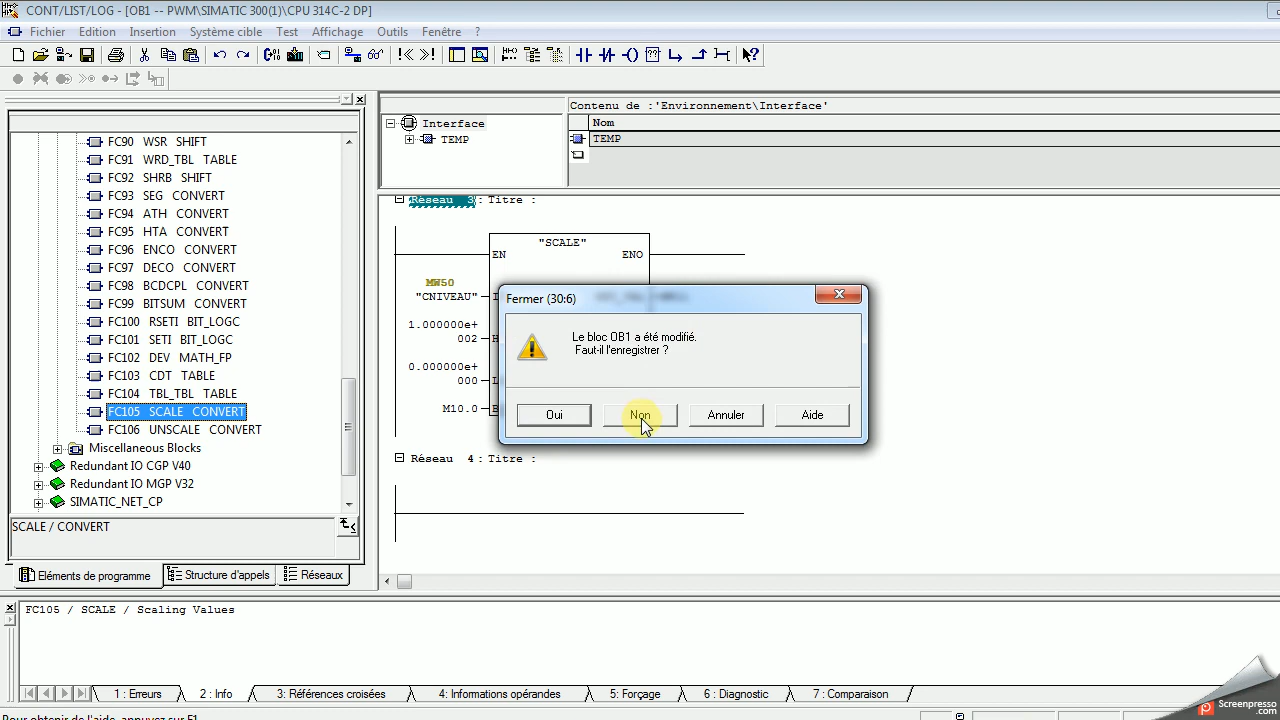 CONT/LIST/LOG - [OB1 -- PWM\SIMATIC 300(1)\CPU 314C-2 DP]
Fichier Edition Insertion Système cible Test Affichage Outils Fenêtre ?
FC90 WSR SHIFT
FC91 WRD_TBL TABLE
FC92 SHRB SHIFT
FC93 SEG CONVERT
FC94 ATH CONVERT
FC95 HTA CONVERT
FC96 ENCO CONVERT
FC97 DECO CONVERT
FC98 BCDCPL CONVERT
FC99 BITSUM CONVERT
FC100 RSETI BIT_LOGC
FC101 SETI BIT_LOGC
FC102 DEV MATH_FP
FC103 CDT TABLE
FC104 TBL_TBL TABLE
FC105 SCALE CONVERT
FC106 UNSCALE CONVERT
Miscellaneous Blocks
Redundant IO CGP V40
Redundant IO MGP V32
SIMATIC_NET_CP
SCALE / CONVERT
Eléments de programme Structure d'appels Réseaux
Interface
TEMP
Contenu de :'Environnement\Interface'
Nom
TEMP
Réseau 3 : Titre :
"SCALE"
EN ENO
MW50
"CNIVEAU"
1.000000e+
002
0.000000e+
000
M10.0
Fermer (30:6)
Le bloc OB1 a été modifié.
Faut-il l'enregistrer ?
Oui Non Annuler Aide
Réseau 4 : Titre :
FC105 / SCALE / Scaling Values
1 : Erreurs 2 : Info 3 : Références croisées 4 : Informations opérandes 5 : Forçage 6 : Diagnostic 7 : Comparaison
Pour obtenir de l'aide, appuyez sur F1.
Screenpresso
.com